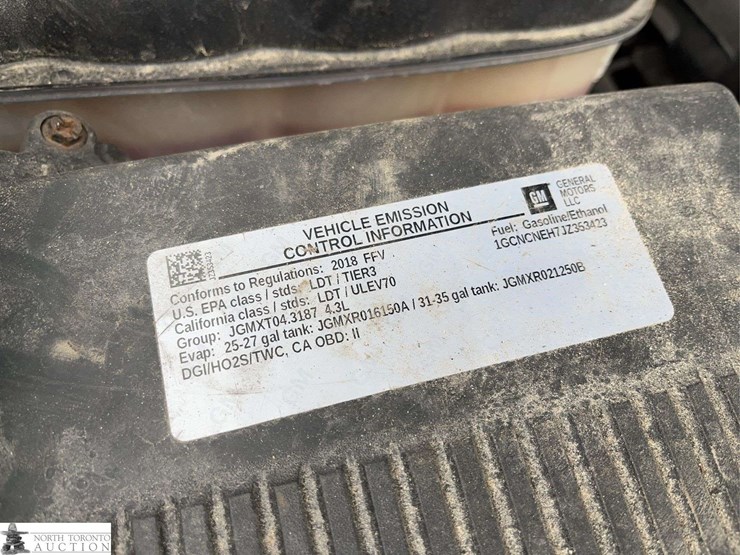 VEHICLE EMISSION
CONTROL INFORMATION
GM
GENERAL
MOTORS
LLC
Fuel: Gasoline/Ethanol
1GCNCNEH7JZ353423
Conforms to Regulations: 2018 FFV
U.S. EPA class / stds: LDT / TIER3
California class / stds: LDT / ULEV70
Group: JGMXT04.3187 4.3L
Evap: 25-27 gal tank: JGMXR016150A / 31-35 gal tank: JGMXR021250B
DGI/HO2S/TWC, CA OBD: II
NORTH TORONTO
AUCTION